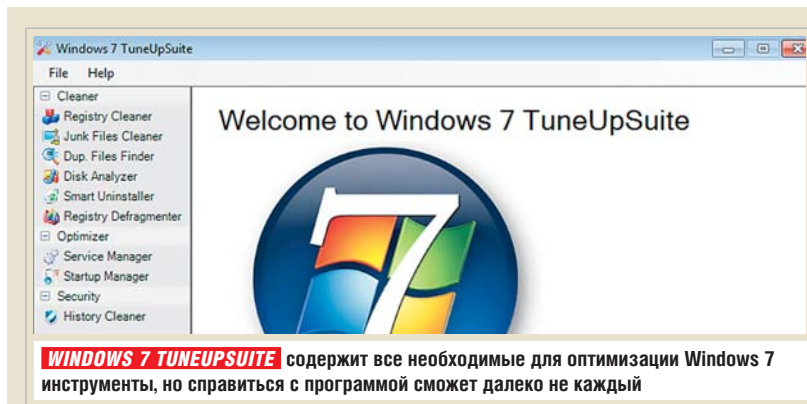 Windows 7 TuneUpSuite
File Help
Cleaner
Registry Cleaner
Junk Files Cleaner
Dup. Files Finder
Disk Analyzer
Smart Uninstaller
Registry Defragmenter
Optimizer
Service Manager
Startup Manager
Security
History Cleaner
Welcome to Windows 7 TuneUpSuite
7
WINDOWS 7 TUNEUPSUITE содержит все необходимые для оптимизации Windows 7
инструменты, но справиться с программой сможет далеко не каждый